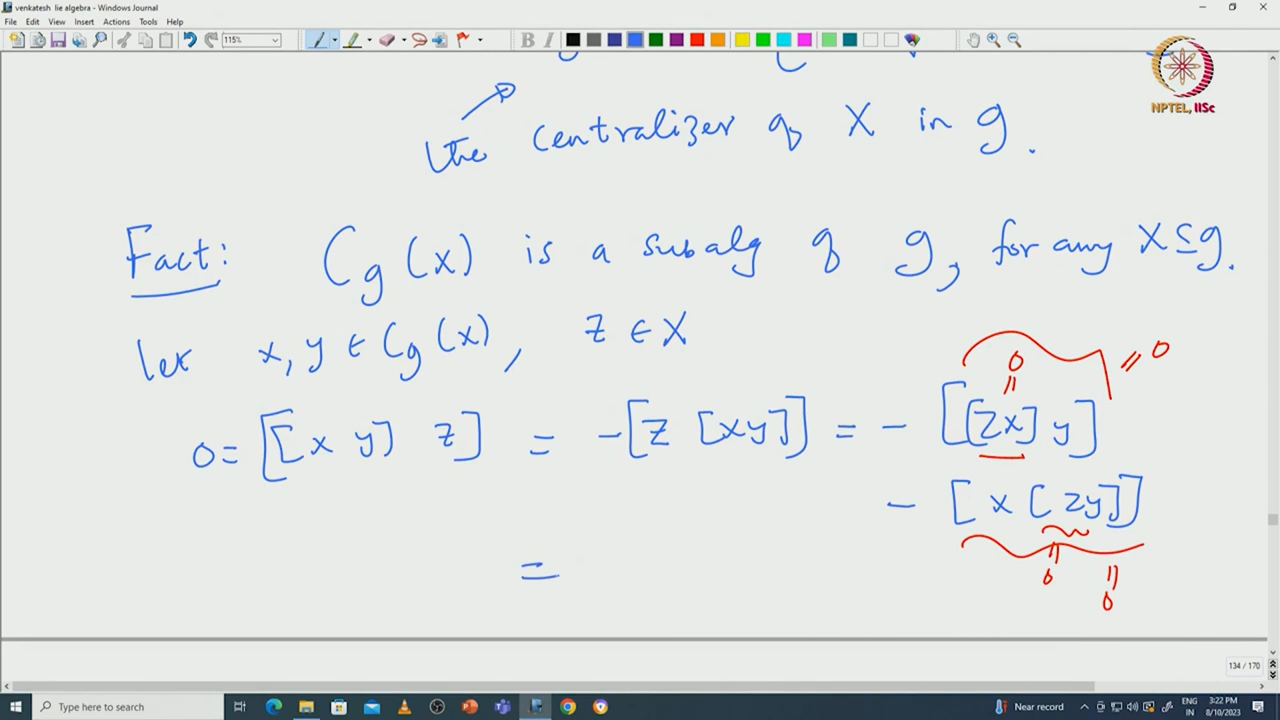 venkatesh lie algebra - Windows Journal
File Edit View Insert Actions Tools Help
115%
B I
NPTEL, IISc
the centralizer of X in g.
Fact: Cg(X) is a subalg of g, for any X ⊆ g.
let x, y ∈ Cg(X), z ∈ X
0 = [[x y] z] = -[z [xy]] = - [[zx] y]
0
=
= 0
- [x [zy]]
=
=
0
=
0
134 / 170
Type here to search
Near record
ENG
IN
3:22 PM
8/10/2023